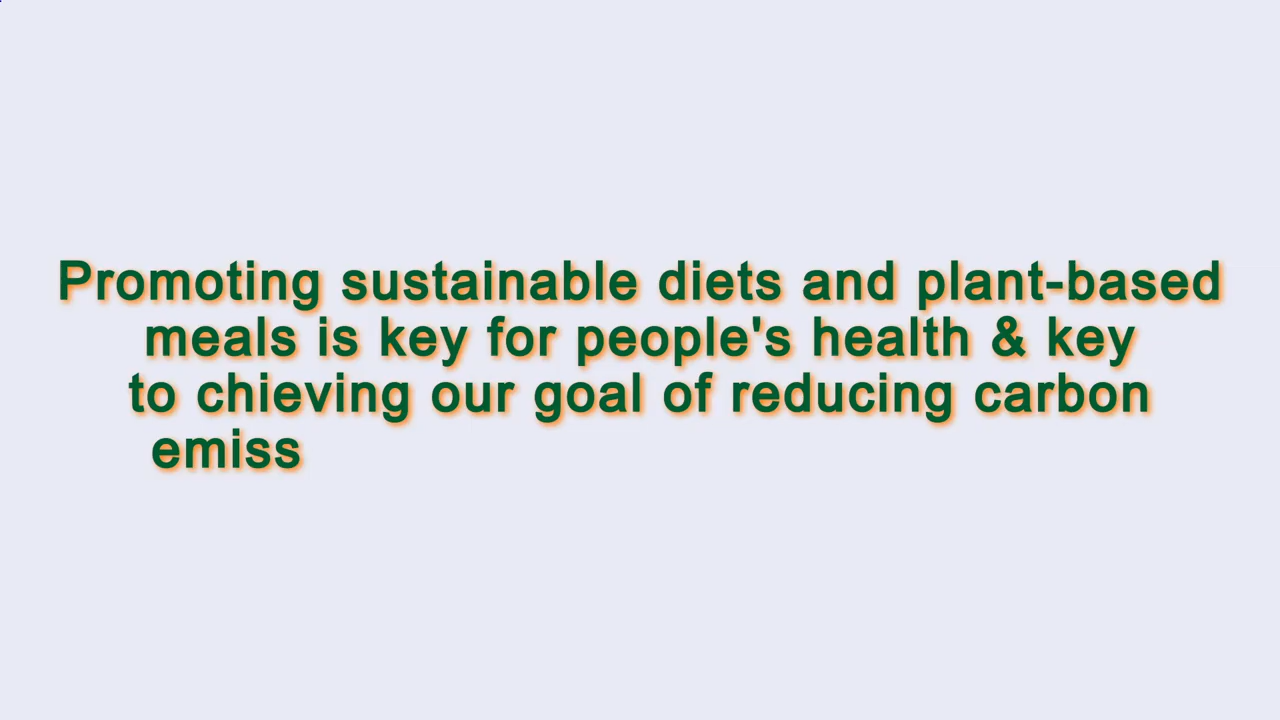 Promoting sustainable diets and plant-based
meals is key for people's health & key
to chieving our goal of reducing carbon
emiss